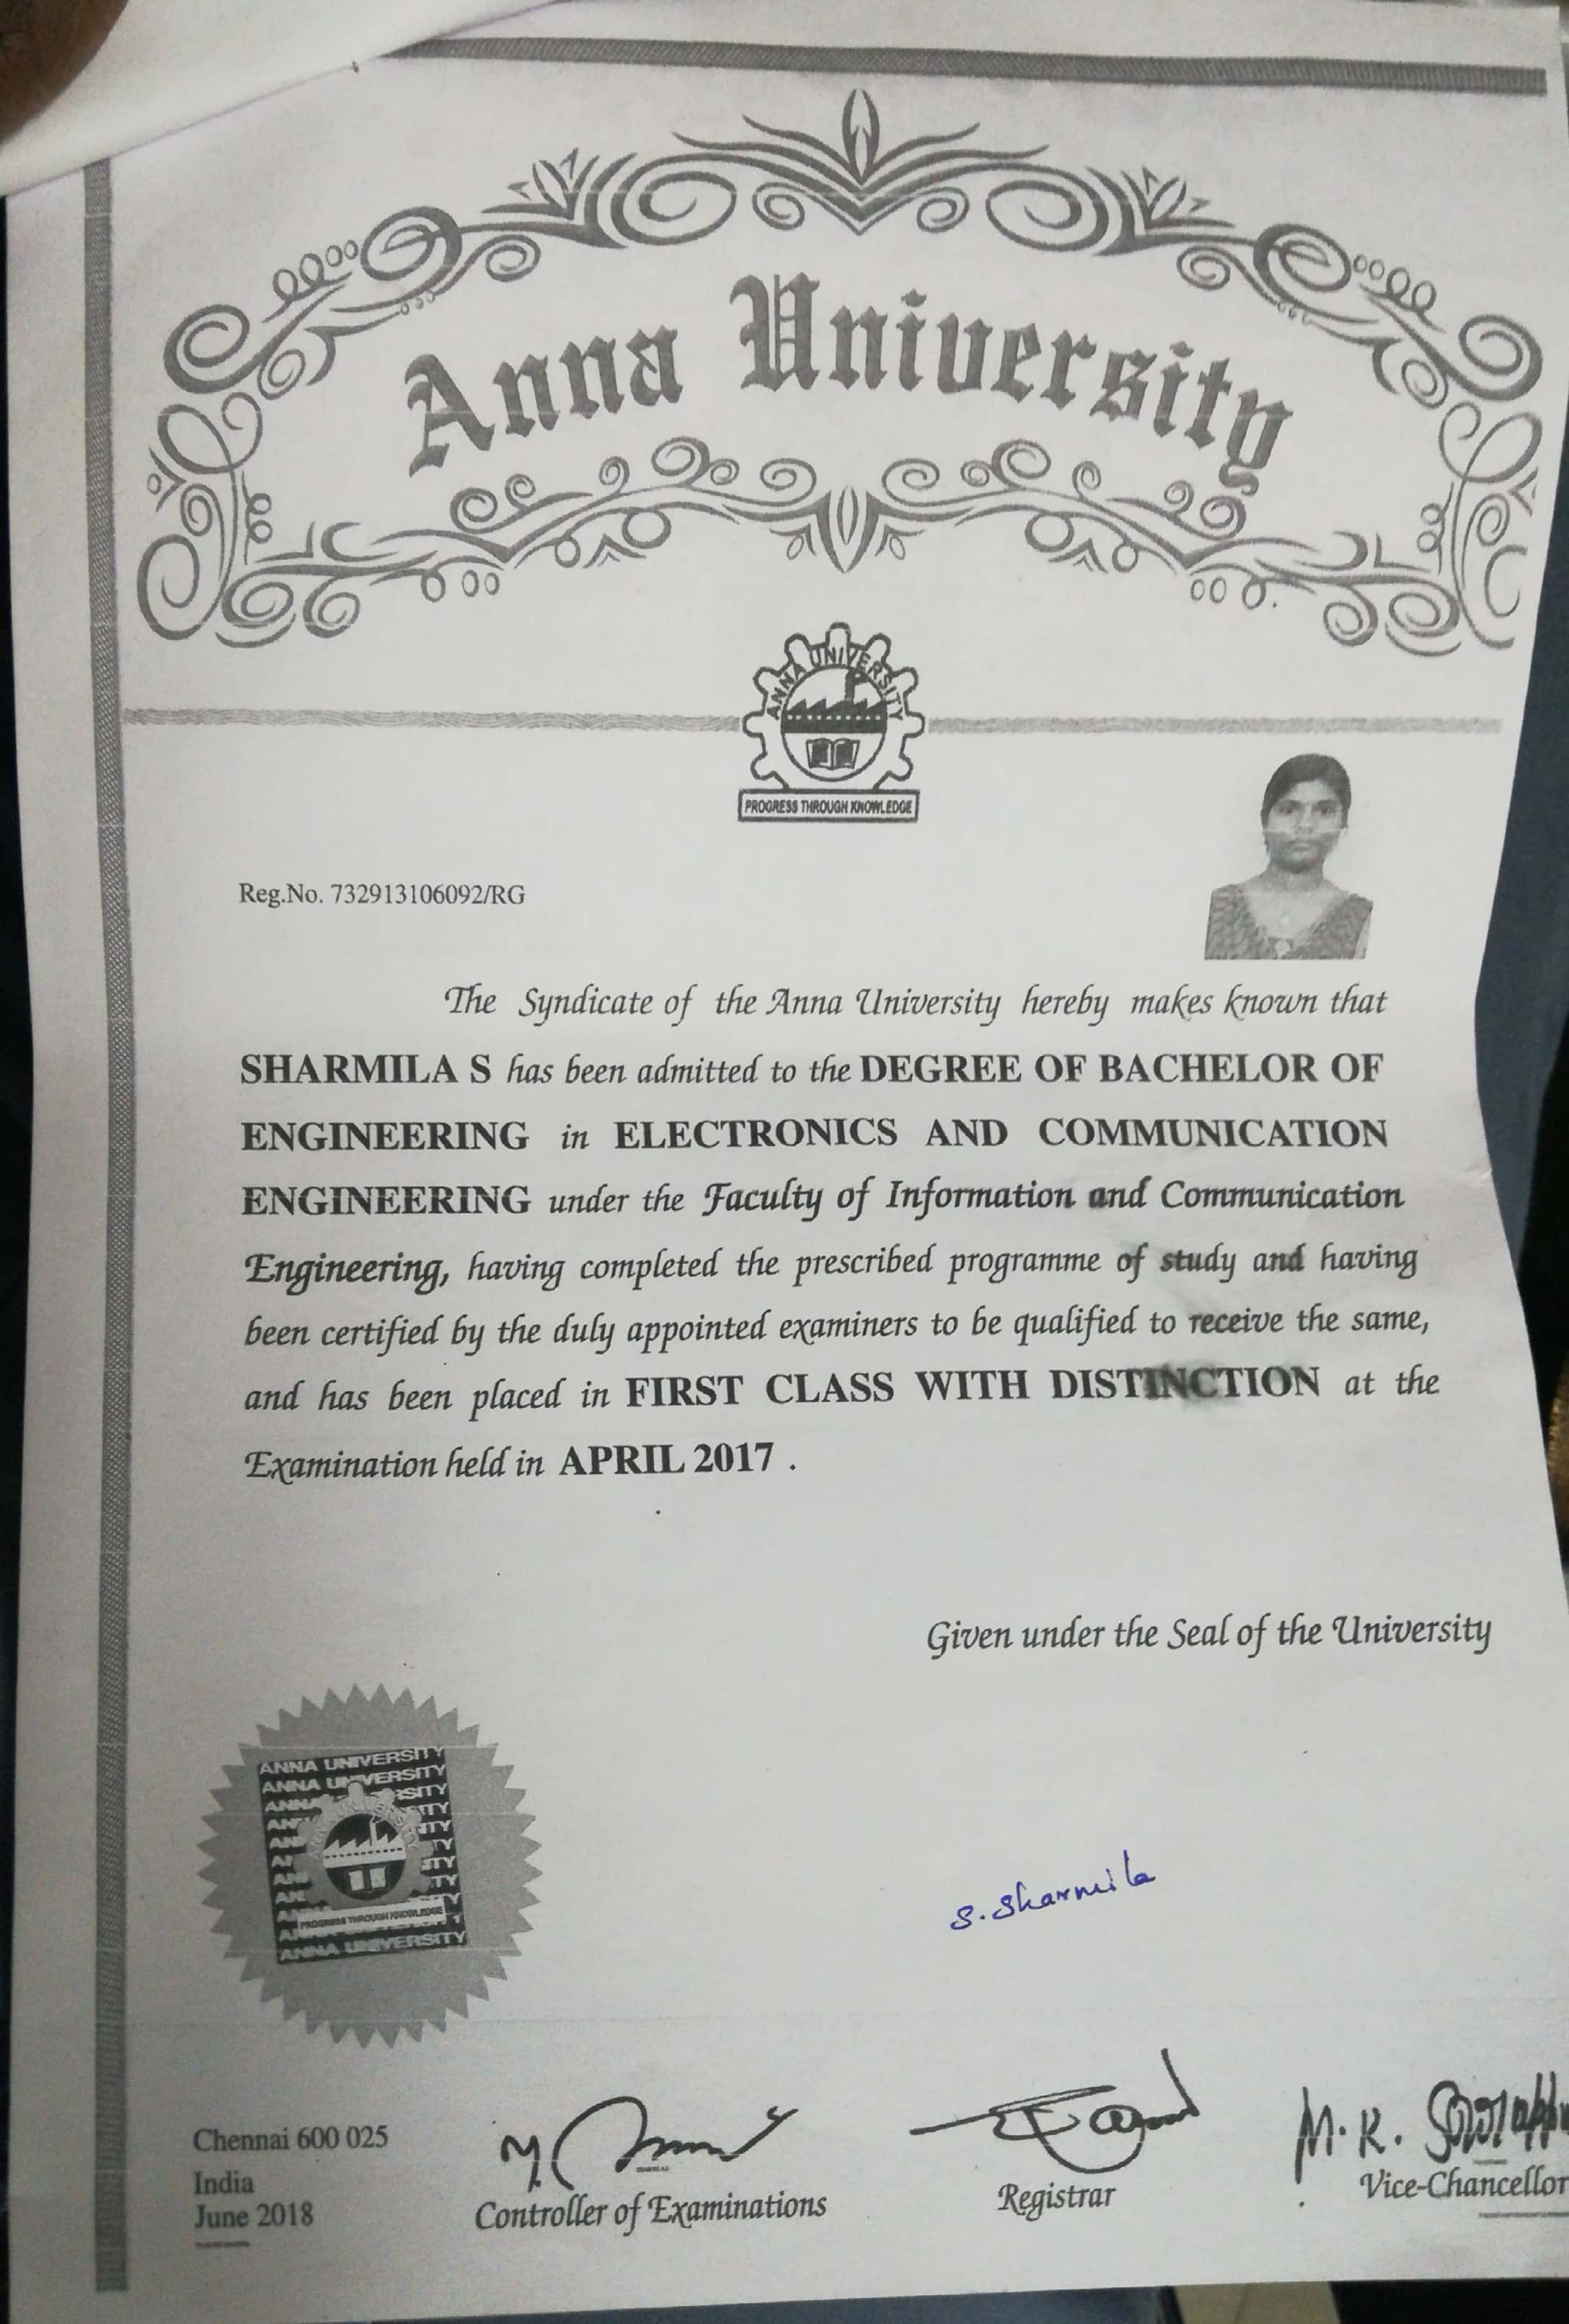 Anna University
ANNA UNIVERSITY
PROGRESS THROUGH KNOWLEDGE
Reg.No. 732913106092/RG
The Syndicate of the Anna University hereby makes known that
SHARMILA S has been admitted to the DEGREE OF BACHELOR OF
ENGINEERING in ELECTRONICS AND COMMUNICATION
ENGINEERING under the Faculty of Information and Communication
Engineering, having completed the prescribed programme of study and having
been certified by the duly appointed examiners to be qualified to receive the same,
and has been placed in FIRST CLASS WITH DISTINCTION at the
Examination held in APRIL 2017 .
Given under the Seal of the University
ANNA UNIVERSITY
ANNA UNIVERSITY
PROGRESS THROUGH KNOWLEDGE
ANNA UNIVERSITY
S. Sharmila
Chennai 600 025
India
June 2018
Controller of Examinations
Registrar
M. K.
Vice-Chancellor